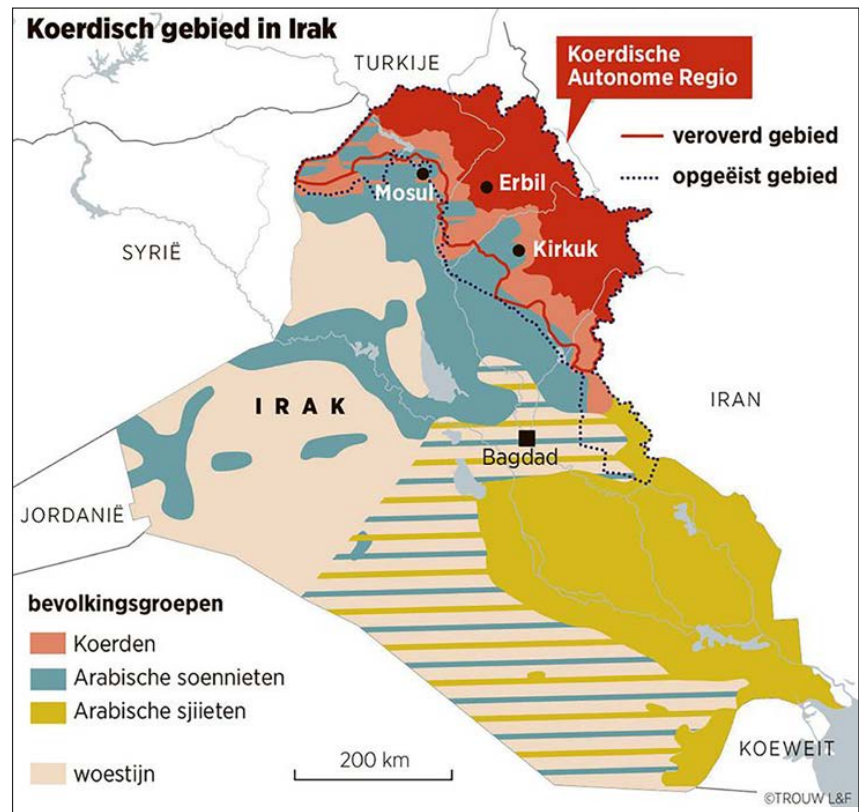 Koerdisch gebied in Irak
TURKIJE
Koerdische
Autonome Regio
veroverd gebied
opgeëist gebied
Mosul
Erbil
Kirkuk
SYRIË
IRAK
IRAN
Bagdad
JORDANIË
bevolkingsgroepen
Koerden
Arabische soennieten
Arabische sjiieten
woestijn
200 km
KOEWEIT
©TROUW L&F